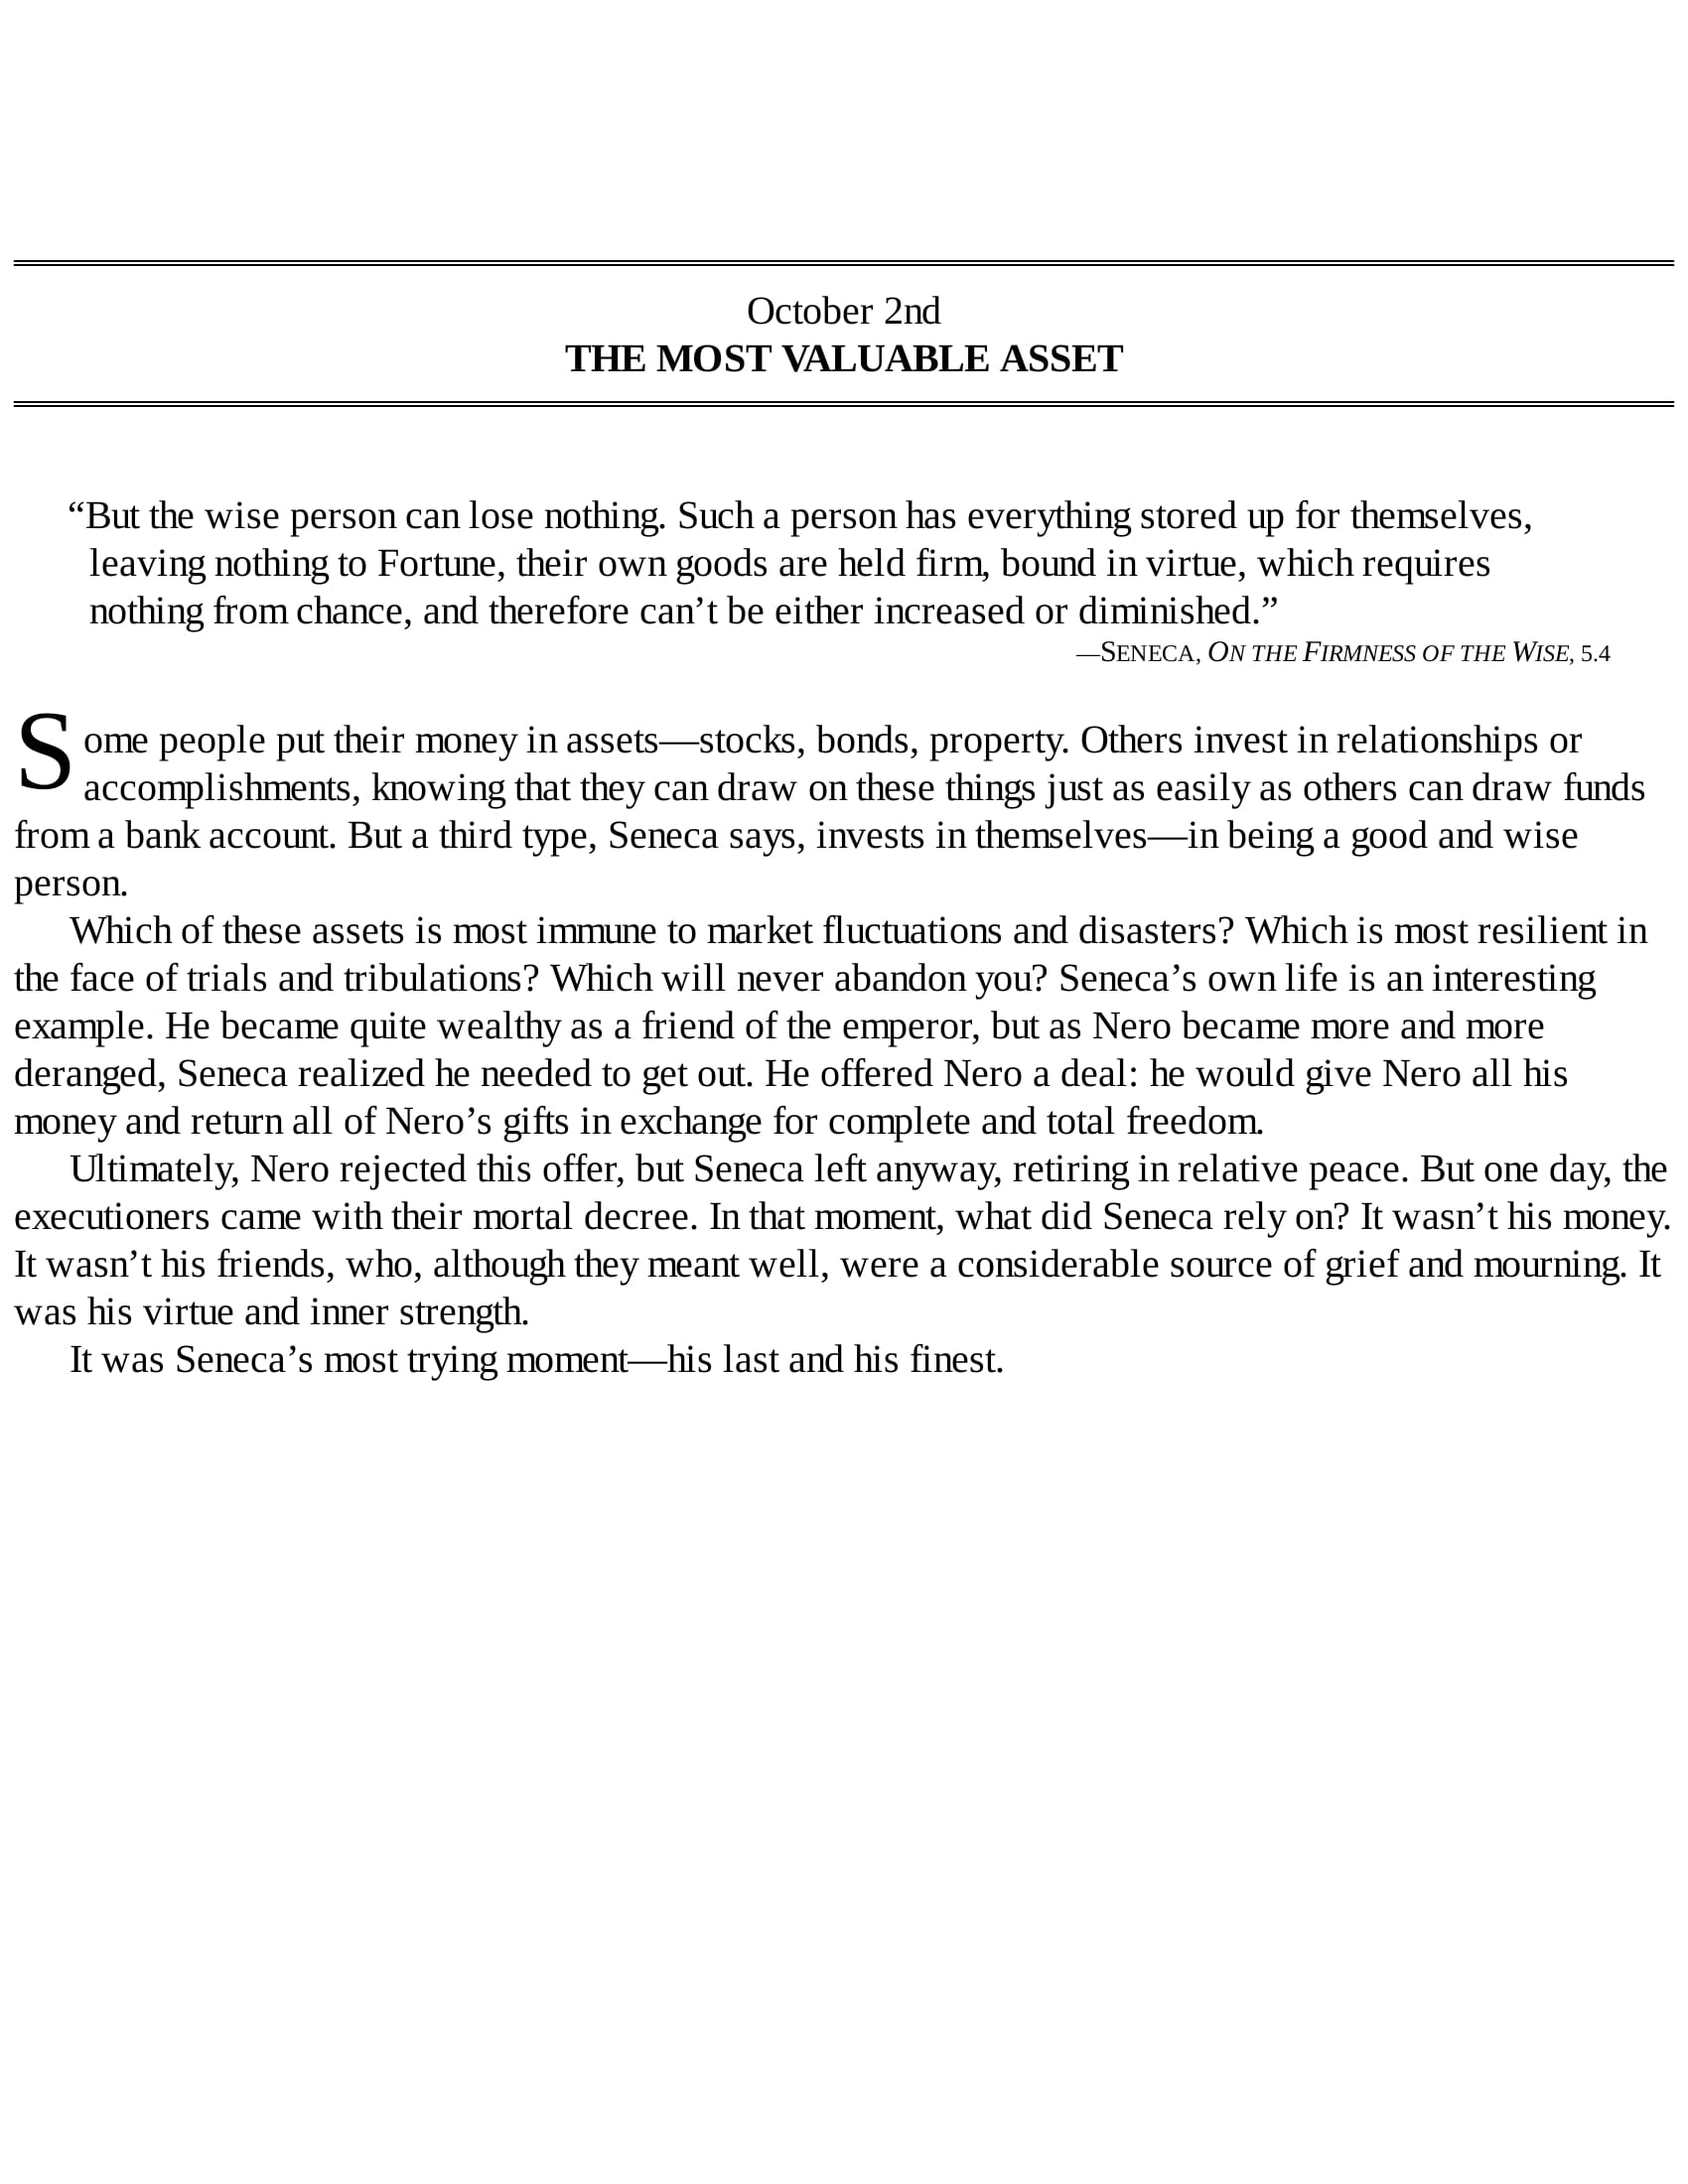 October 2nd
THE MOST VALUABLE ASSET
“But the wise person can lose nothing. Such a person has everything stored up for themselves,
leaving nothing to Fortune, their own goods are held firm, bound in virtue, which requires
nothing from chance, and therefore can’t be either increased or diminished.”
—SENECA, ON THE FIRMNESS OF THE WISE, 5.4
Some people put their money in assets—stocks, bonds, property. Others invest in relationships or
accomplishments, knowing that they can draw on these things just as easily as others can draw funds
from a bank account. But a third type, Seneca says, invests in themselves—in being a good and wise
person.
Which of these assets is most immune to market fluctuations and disasters? Which is most resilient in
the face of trials and tribulations? Which will never abandon you? Seneca’s own life is an interesting
example. He became quite wealthy as a friend of the emperor, but as Nero became more and more
deranged, Seneca realized he needed to get out. He offered Nero a deal: he would give Nero all his
money and return all of Nero’s gifts in exchange for complete and total freedom.
Ultimately, Nero rejected this offer, but Seneca left anyway, retiring in relative peace. But one day, the
executioners came with their mortal decree. In that moment, what did Seneca rely on? It wasn’t his money.
It wasn’t his friends, who, although they meant well, were a considerable source of grief and mourning. It
was his virtue and inner strength.
It was Seneca’s most trying moment—his last and his finest.